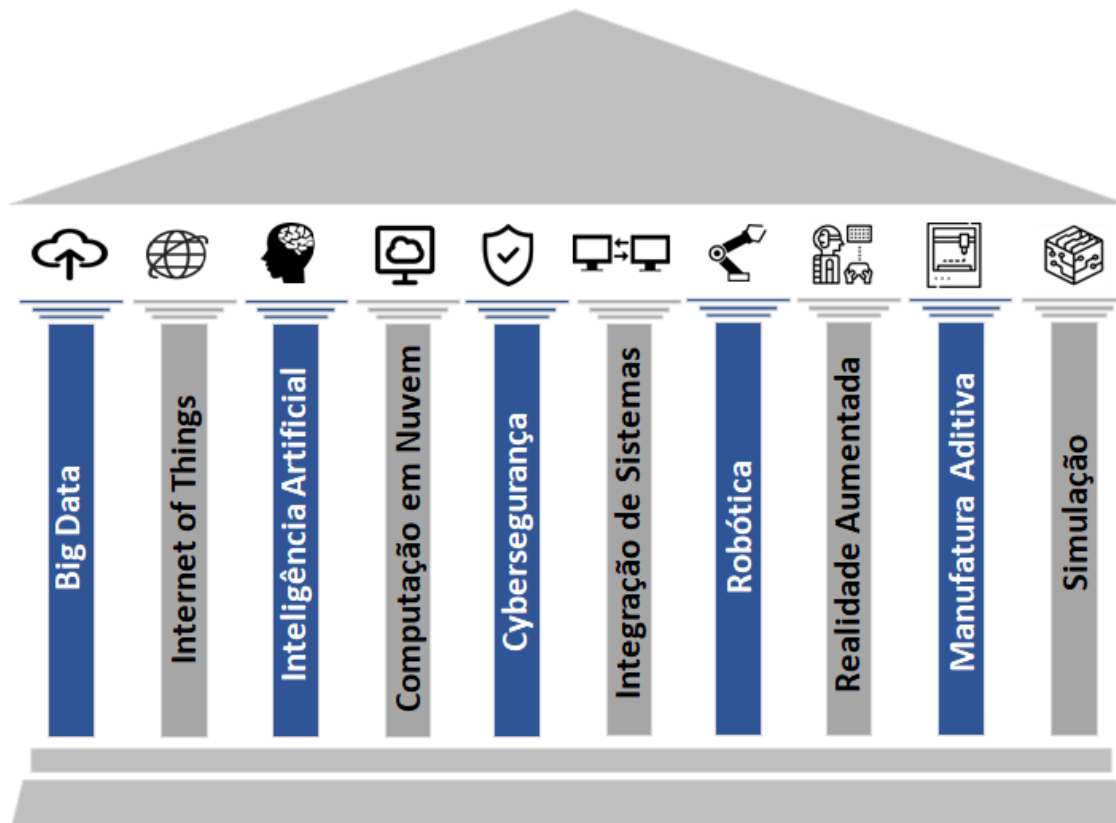 Big Data
Internet of Things
Inteligência Artificial
Computação em Nuvem
Cybersegurança
Integração de Sistemas
Robótica
Realidade Aumentada
Manufatura Aditiva
Simulação